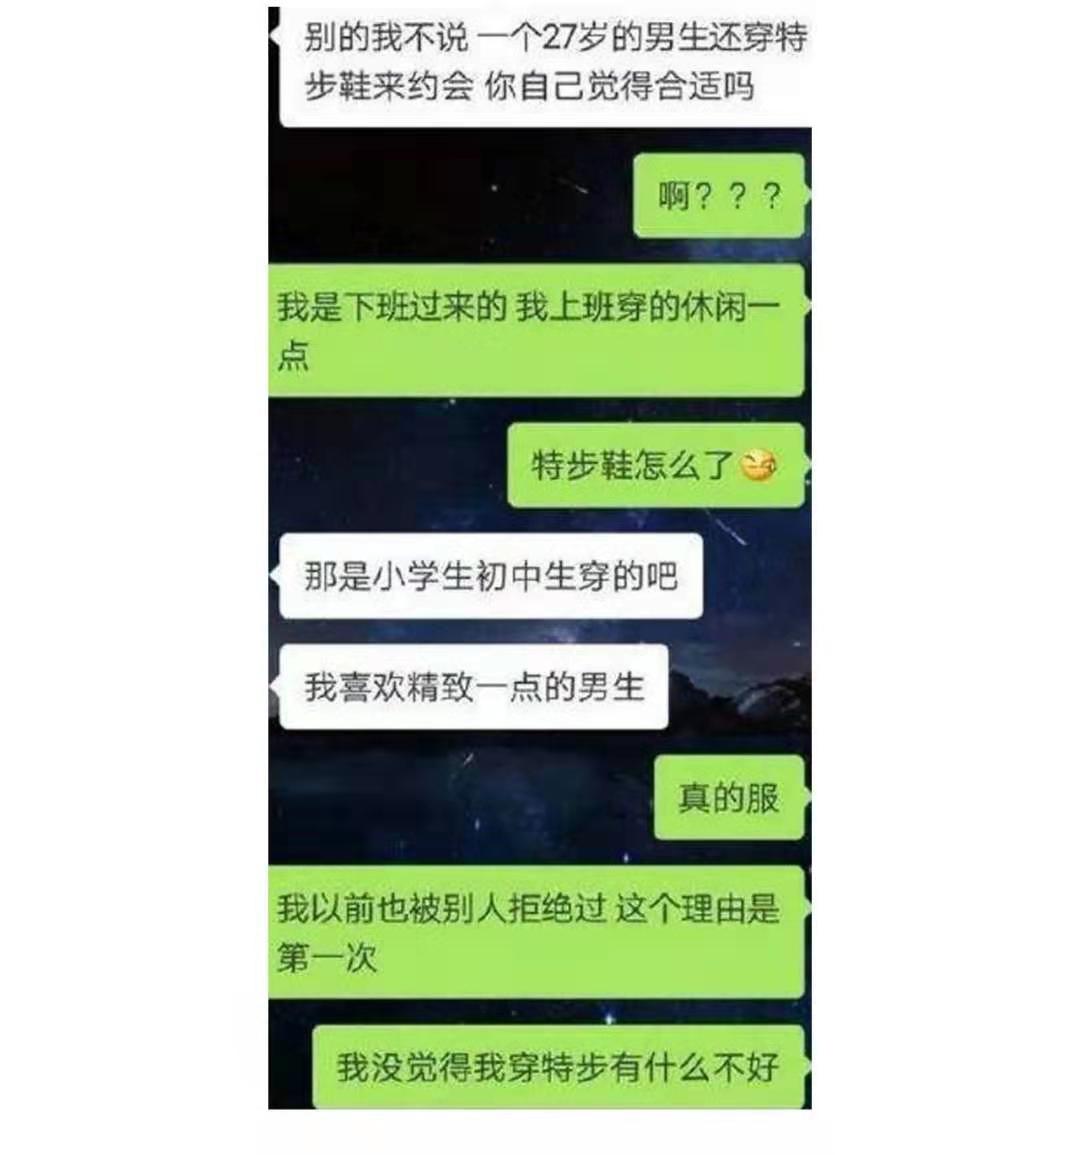 别的我不说 一个27岁的男生还穿特
步鞋来约会 你自己觉得合适吗
啊？？？
我是下班过来的 我上班穿的休闲一
点
特步鞋怎么了
那是小学生初中生穿的吧
我喜欢精致一点的男生
真的服
我以前也被别人拒绝过 这个理由是
第一次
我没觉得我穿特步有什么不好